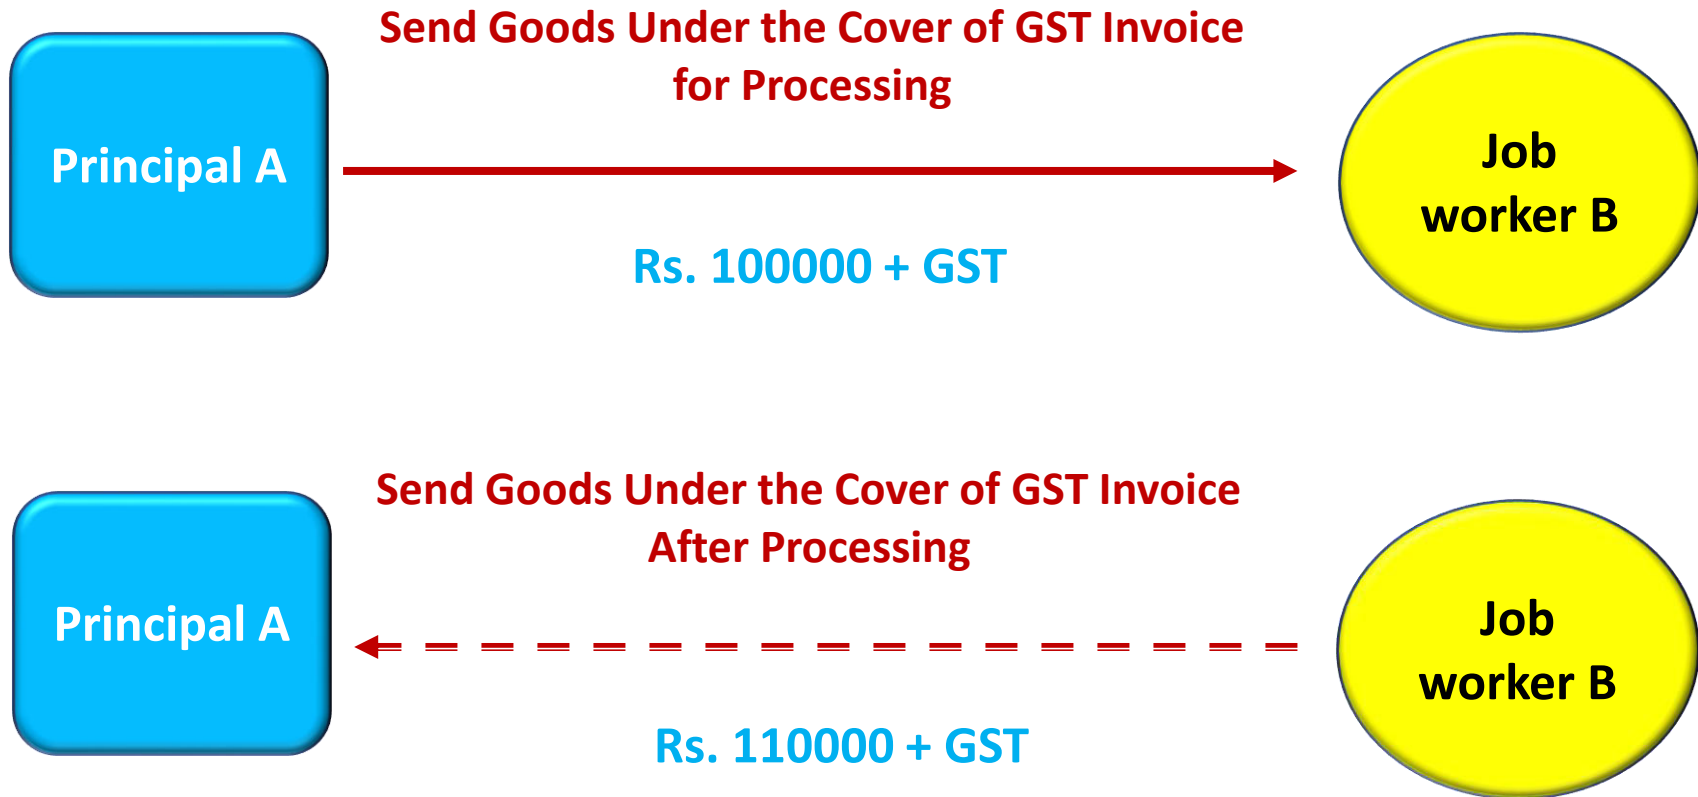 Send Goods Under the Cover of GST Invoice
for Processing
Principal A
Job
worker B
Rs. 100000 + GST
Send Goods Under the Cover of GST Invoice
After Processing
Principal A
Job
worker B
Rs. 110000 + GST